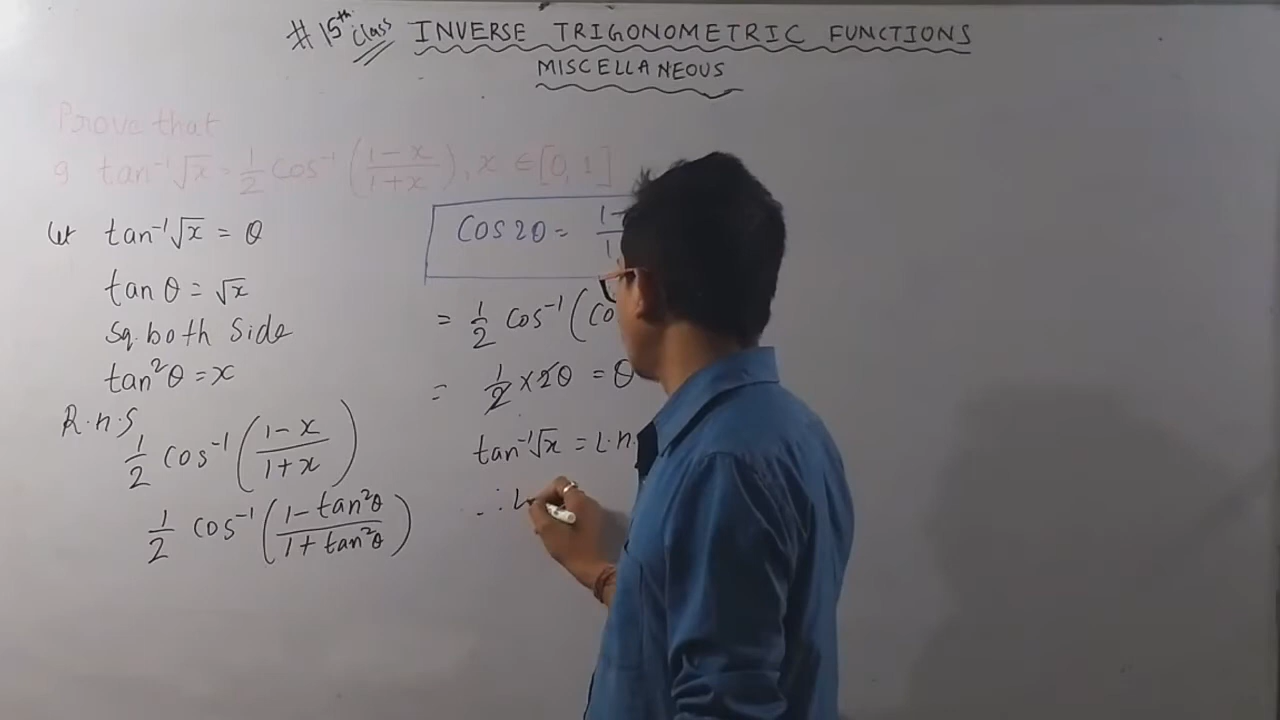 # 15th class INVERSE TRIGONOMETRIC FUNCTIONS
MISCELLANEOUS
Prove that
9 tan⁻¹√x = 1/2 Cos⁻¹ (1-x/1+x), x ∈ [0, 1]
Let tan⁻¹√x = θ
tan θ = √x
Sq. both Side
tan²θ = x
R.H.S
1/2 Cos⁻¹ (1-x/1+x)
1/2 Cos⁻¹ (1-tan²θ/1+tan²θ)
COS 2θ = 1-
= 1/2 Cos⁻¹ (Co
= 1/2 × 2θ = θ
tan⁻¹√x = L.H.
∴ L